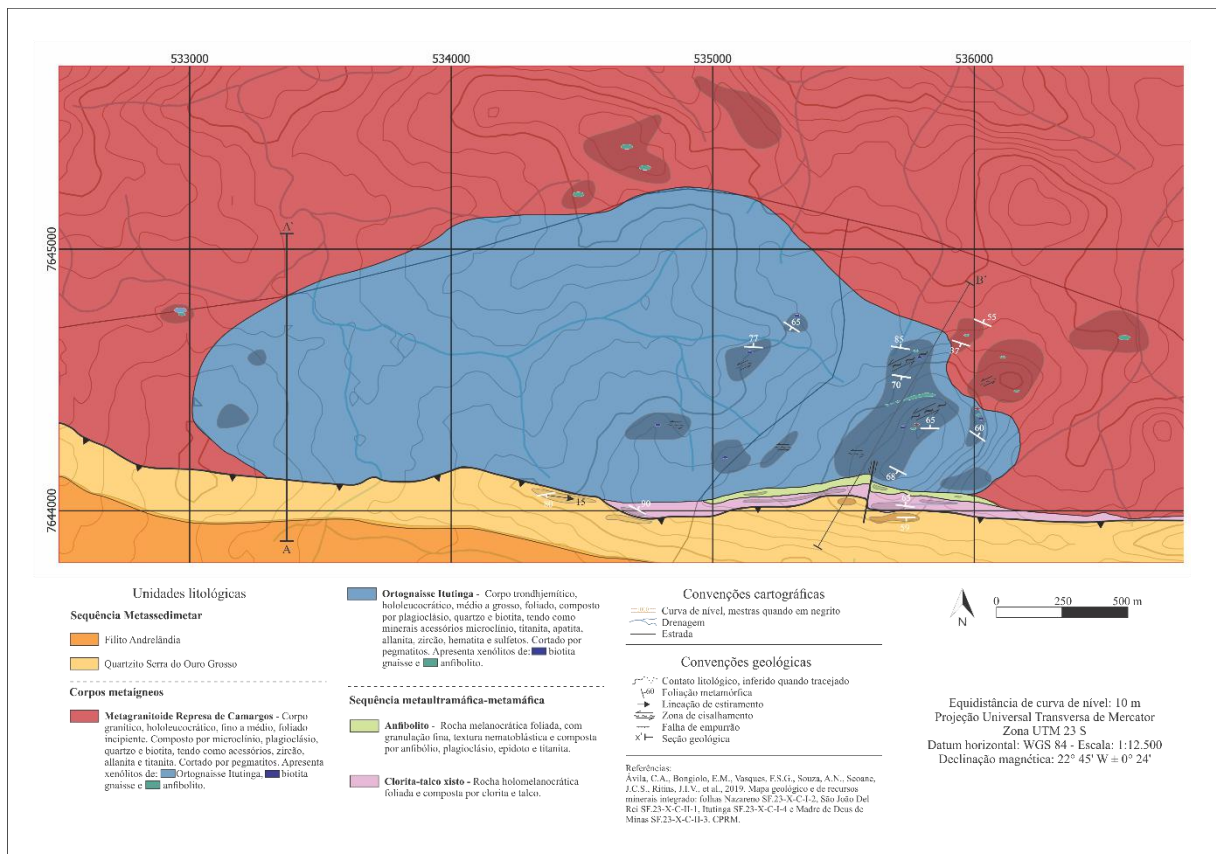 533000
534000
535000
536000
7645000
7644000
A'
A
B'
65
55
77
85
37
70
65
60
68
15
90
59
Unidades litológicas
Sequência Metassedimetar
Filito Andrelândia
Quartzito Serra do Ouro Grosso
Corpos metaígneos
Metagranitoide Represa de Camargos - Corpo
granítico, hololeucocrático, fino a médio, foliado
incipiente. Composto por microclínio, plagioclásio,
quartzo e biotita, tendo como acessórios, zircão,
allanita e titanita. Cortado por pegmatitos. Apresenta
xenólitos de: Ortognaisse Itutinga, biotita
gnaisse e anfibolito.
Ortognaisse Itutinga - Corpo trondhjemítico,
hololeucocrático, médio a grosso, foliado, composto
por plagioclásio, quartzo e biotita, tendo como
minerais acessórios microclínio, titanita, apatita,
allanita, zircão, hematita e sulfetos. Cortado por
pegmatitos. Apresenta xenólitos de: biotita
gnaisse e anfibolito.
Sequência metaultramáfica-metamáfica
Anfibolito - Rocha melanocrática foliada, com
granulação fina, textura nematoblástica e composta
por anfibólio, plagioclásio, epidoto e titanita.
Clorita-talco xisto - Rocha holomelanocrática
foliada e composta por clorita e talco.
Convenções cartográficas
Curva de nível, mestras quando em negrito
Drenagem
Estrada
Convenções geológicas
Contato litológico, inferido quando tracejado
60 Foliação metamórfica
Lineação de estiramento
Zona de cisalhamento
Falha de empurrão
X' Seção geológica
Referências:
Ávila, C.A., Bongiolo, E.M., Vasques, F.S.G., Souza, A.N., Seoane,
J.C.S., et al., 2019. Mapa geológico e de recursos
minerais integrado: folhas Nazareno SF.23-X-C-I-2, São João Del
Rei SF.23-X-C-II-1, Itutinga SF.23-X-C-I-4 e Madre de Deus de
Minas SF.23-X-C-II-3. CPRM.
N
0 250 500 m
Equidistância de curva de nível: 10 m
Projeção Universal Transversa de Mercator
Zona UTM 23 S
Datum horizontal: WGS 84 - Escala: 1:12.500
Declinação magnética: 22° 45' W ± 0° 24'